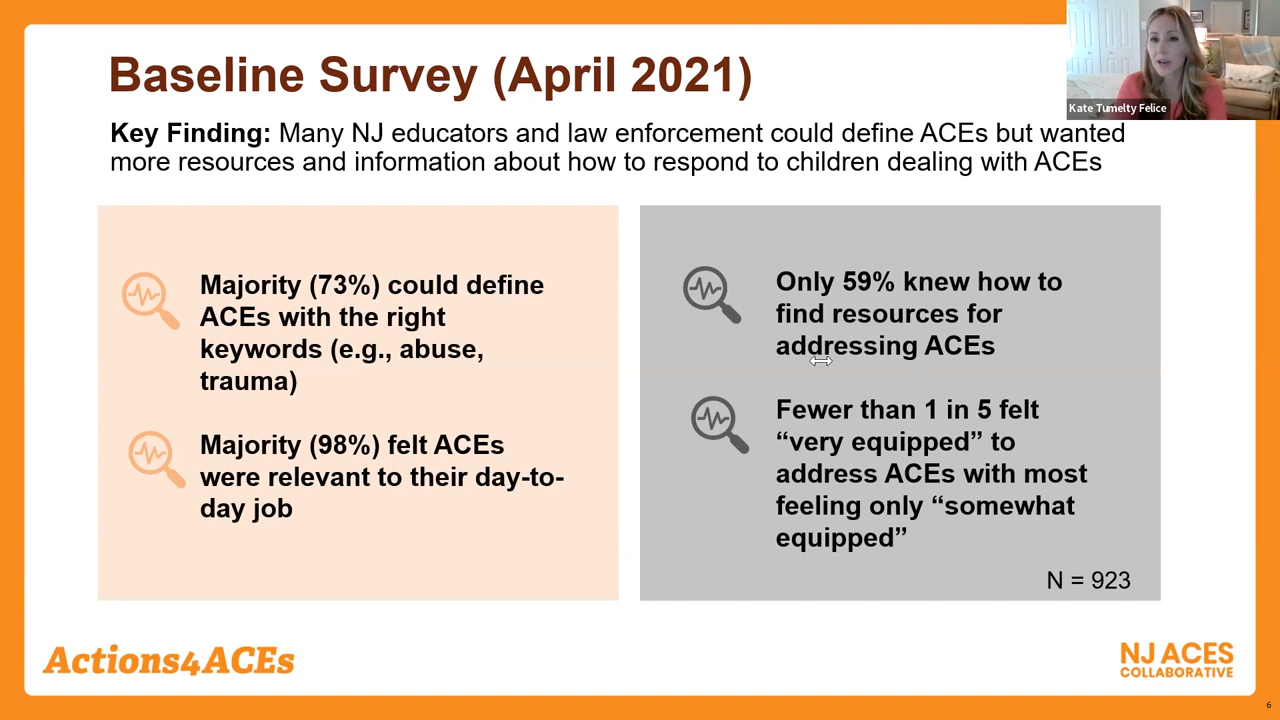 Baseline Survey (April 2021)
Kate Tumelty Felice
Key Finding: Many NJ educators and law enforcement could define ACEs but wanted
more resources and information about how to respond to children dealing with ACEs
Majority (73%) could define
ACEs with the right
keywords (e.g., abuse,
trauma)
Majority (98%) felt ACEs
were relevant to their day-to-
day job
Only 59% knew how to
find resources for
addressing ACEs
Fewer than 1 in 5 felt
“very equipped” to
address ACEs with most
feeling only “somewhat
equipped”
N = 923
Actions4ACEs
NJ ACES
COLLABORATIVE
6